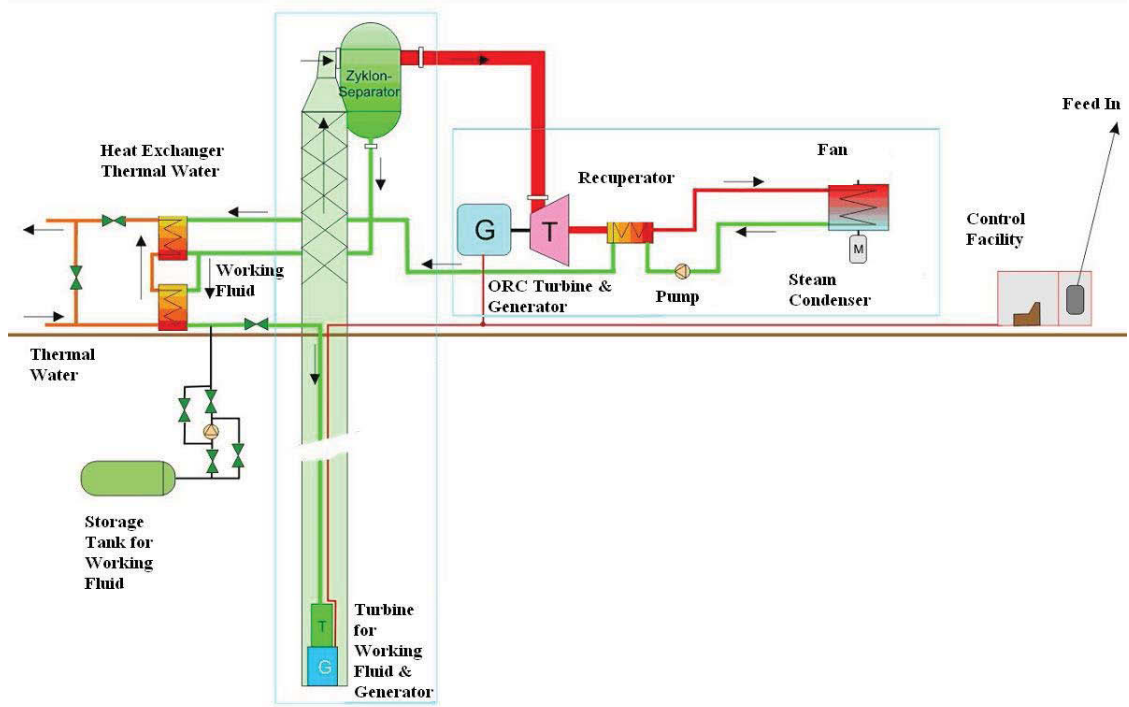 Zyklon-
Separator
Feed In
Heat Exchanger
Thermal Water
Fan
Recuperator
G
T
Control
Facility
Working
Fluid
ORC Turbine &
Generator
Pump
M
Steam
Condenser
Thermal
Water
Storage
Tank for
Working
Fluid
T
G
Turbine
for
Working
Fluid &
Generator